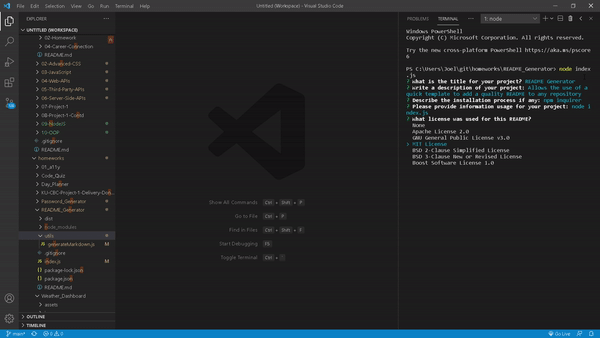 File Edit Selection View Go Run Terminal Help
Untitled (Workspace) - Visual Studio Code
EXPLORER
UNTITLED (WORKSPACE)
02-Homework
04-Career-Connection
README.md
02-Advanced-CSS
03-JavaScript
04-Web-APIs
05-Third-Party-APIs
06-Server-Side-APIs
07-Project-1
08-Project-1-Cont'd
09-NodeJS
10-OOP
.gitignore
README.md
homeworks
01_a11y
Code_Quiz
Day_Planner
KU-CBC-Project-1-Delivery-Dis...
Password_Generator
README_Generator
dist
node_modules
utils
generateMarkdown.js M
.gitignore
index.js M
package-lock.json
package.json
README.md
Weather_Dashboard
assets
OUTLINE
TIMELINE
Show All Commands Ctrl + Shift + P
Go to File Ctrl + P
Find in Files Ctrl + Shift + F
Start Debugging F5
Toggle Terminal Ctrl + `
PROBLEMS TERMINAL ... 1: node
Windows PowerShell
Copyright (C) Microsoft Corporation. All rights reserved.
Try the new cross-platform PowerShell https://aka.ms/pscore
6
PS C:\Users\Joel\git\homeworks\README_Generator> node index
.js
? What is the title for your project? README Generator
? Write a description of your project: Allows the use of a
quick template to add a quality README to any repository
? Describe the installation process if any: npm inquirer
? Please provide information usage for your project: node i
ndex.js
? What license was used for this README?
None
Apache License 2.0
GNU General Public License v3.0
> MIT License
BSD 2-Clause Simplified License
BSD 3-Clause New or Revised License
Boost Software License 1.0
main* 0 0
Go Live